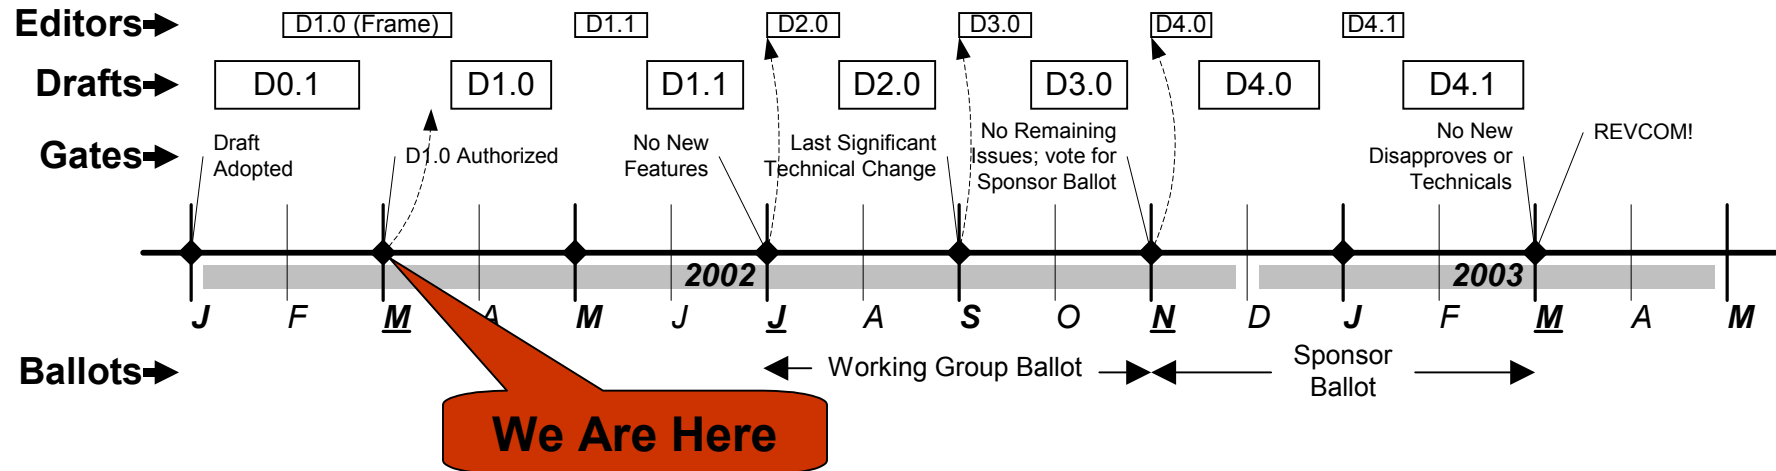 Editors
D1.0 (Frame)
D1.1
D2.0
D3.0
D4.0
D4.1
Drafts
D0.1
D1.0
D1.1
D2.0
D3.0
D4.0
D4.1
Gates
Draft
Adopted
D1.0 Authorized
No New
Features
Last Significant
Technical Change
No Remaining
Issues; vote for
Sponsor Ballot
No New
Disapproves or
Technicals
REVCOM!
2002
2003
J F M A M J J A S O N D J F M A M
Ballots
Working Group Ballot
Sponsor
Ballot
We Are Here